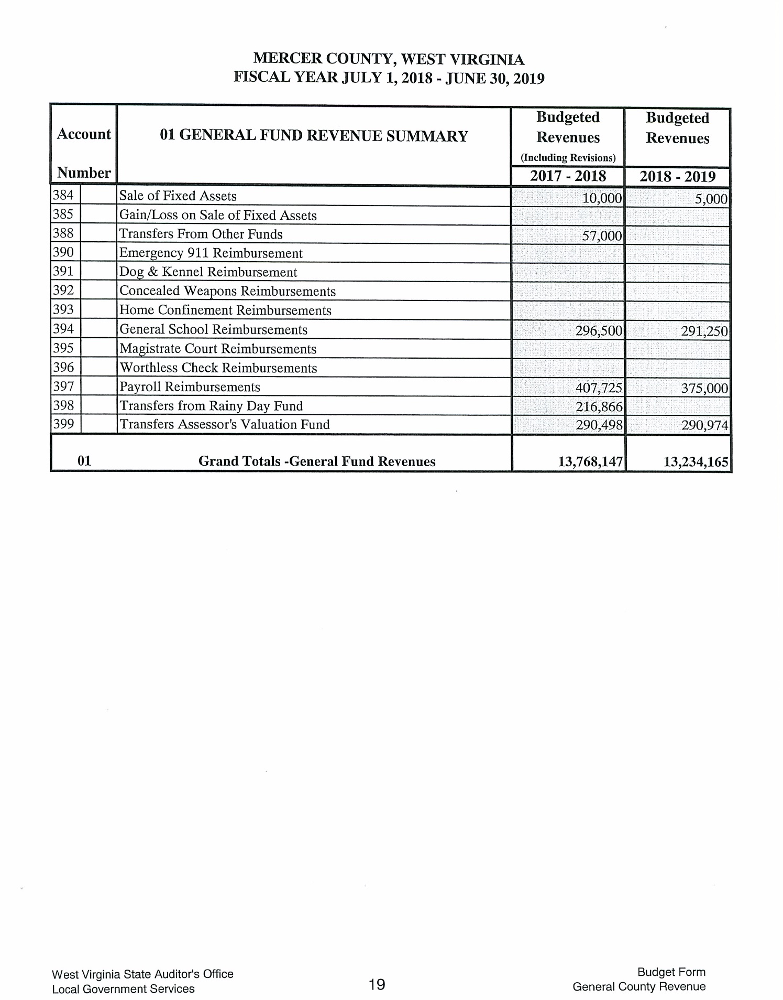 MERCER COUNTY, WEST VIRGINIA
FISCAL YEAR JULY 1, 2018 - JUNE 30, 2019
Account Number
01 GENERAL FUND REVENUE SUMMARY
Budgeted Revenues (Including Revisions) 2017 - 2018
Budgeted Revenues 2018 - 2019
384 Sale of Fixed Assets 10,000 5,000
385 Gain/Loss on Sale of Fixed Assets
388 Transfers From Other Funds 57,000
390 Emergency 911 Reimbursement
391 Dog & Kennel Reimbursement
392 Concealed Weapons Reimbursements
393 Home Confinement Reimbursements
394 General School Reimbursements 296,500 291,250
395 Magistrate Court Reimbursements
396 Worthless Check Reimbursements
397 Payroll Reimbursements 407,725 375,000
398 Transfers from Rainy Day Fund 216,866
399 Transfers Assessor's Valuation Fund 290,498 290,974
01 Grand Totals -General Fund Revenues 13,768,147 13,234,165
West Virginia State Auditor's Office
Local Government Services
19
Budget Form
General County Revenue